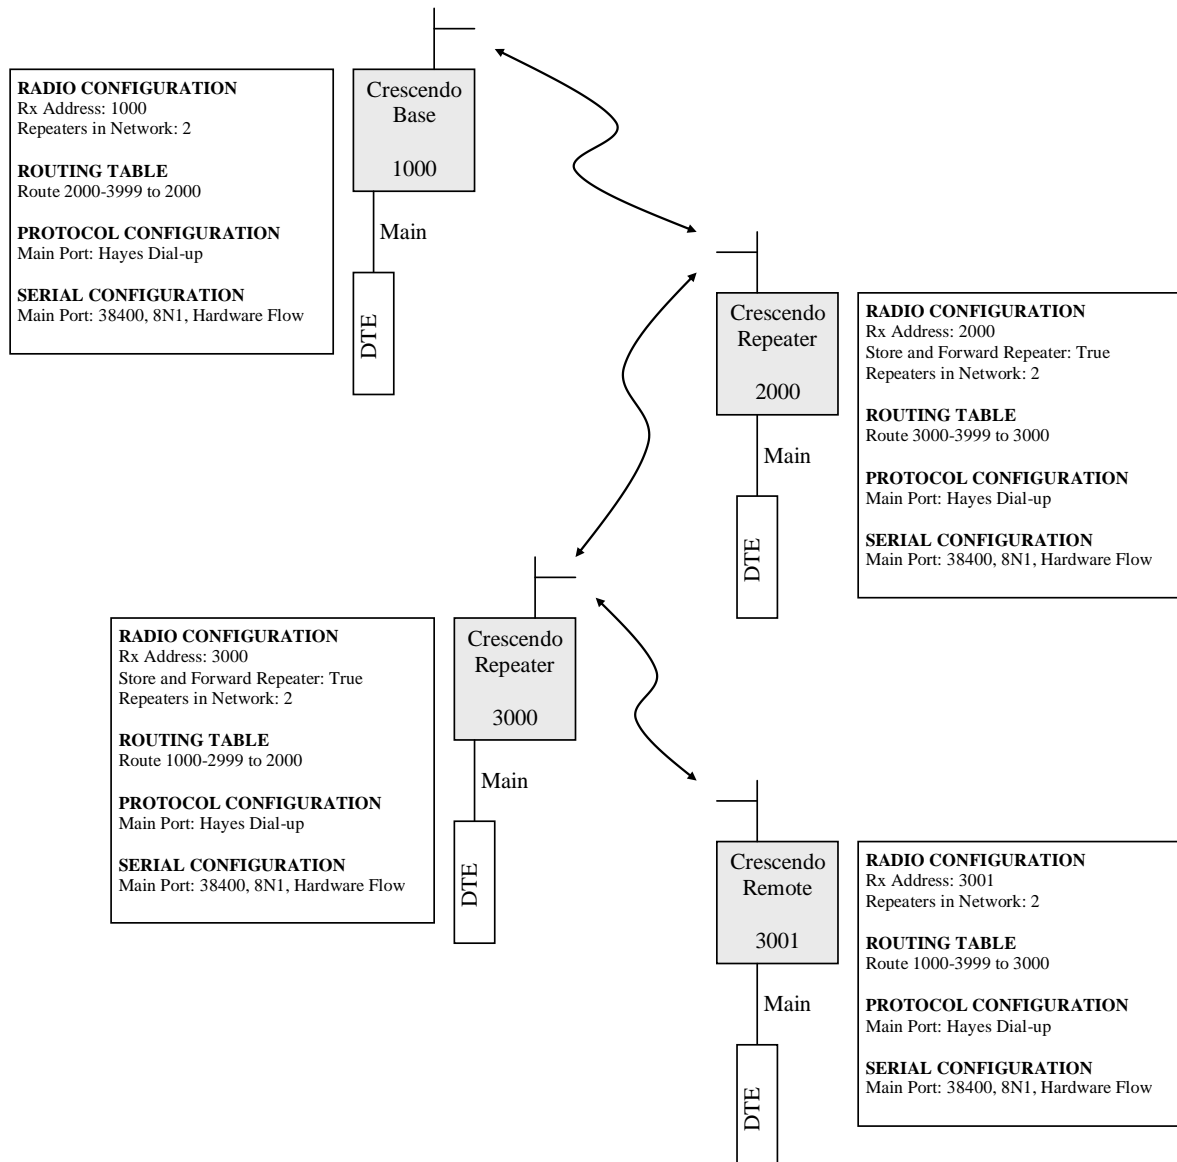 RADIO CONFIGURATION
Rx Address: 1000
Repeaters in Network: 2
ROUTING TABLE
Route 2000-3999 to 2000
PROTOCOL CONFIGURATION
Main Port: Hayes Dial-up
SERIAL CONFIGURATION
Main Port: 38400, 8N1, Hardware Flow
Crescendo
Base
1000
Main
DTE
Crescendo
Repeater
2000
Main
DTE
RADIO CONFIGURATION
Rx Address: 2000
Store and Forward Repeater: True
Repeaters in Network: 2
ROUTING TABLE
Route 3000-3999 to 3000
PROTOCOL CONFIGURATION
Main Port: Hayes Dial-up
SERIAL CONFIGURATION
Main Port: 38400, 8N1, Hardware Flow
RADIO CONFIGURATION
Rx Address: 3000
Store and Forward Repeater: True
Repeaters in Network: 2
ROUTING TABLE
Route 1000-2999 to 2000
PROTOCOL CONFIGURATION
Main Port: Hayes Dial-up
SERIAL CONFIGURATION
Main Port: 38400, 8N1, Hardware Flow
Crescendo
Repeater
3000
Main
DTE
Crescendo
Remote
3001
Main
DTE
RADIO CONFIGURATION
Rx Address: 3001
Repeaters in Network: 2
ROUTING TABLE
Route 1000-3999 to 3000
PROTOCOL CONFIGURATION
Main Port: Hayes Dial-up
SERIAL CONFIGURATION
Main Port: 38400, 8N1, Hardware Flow